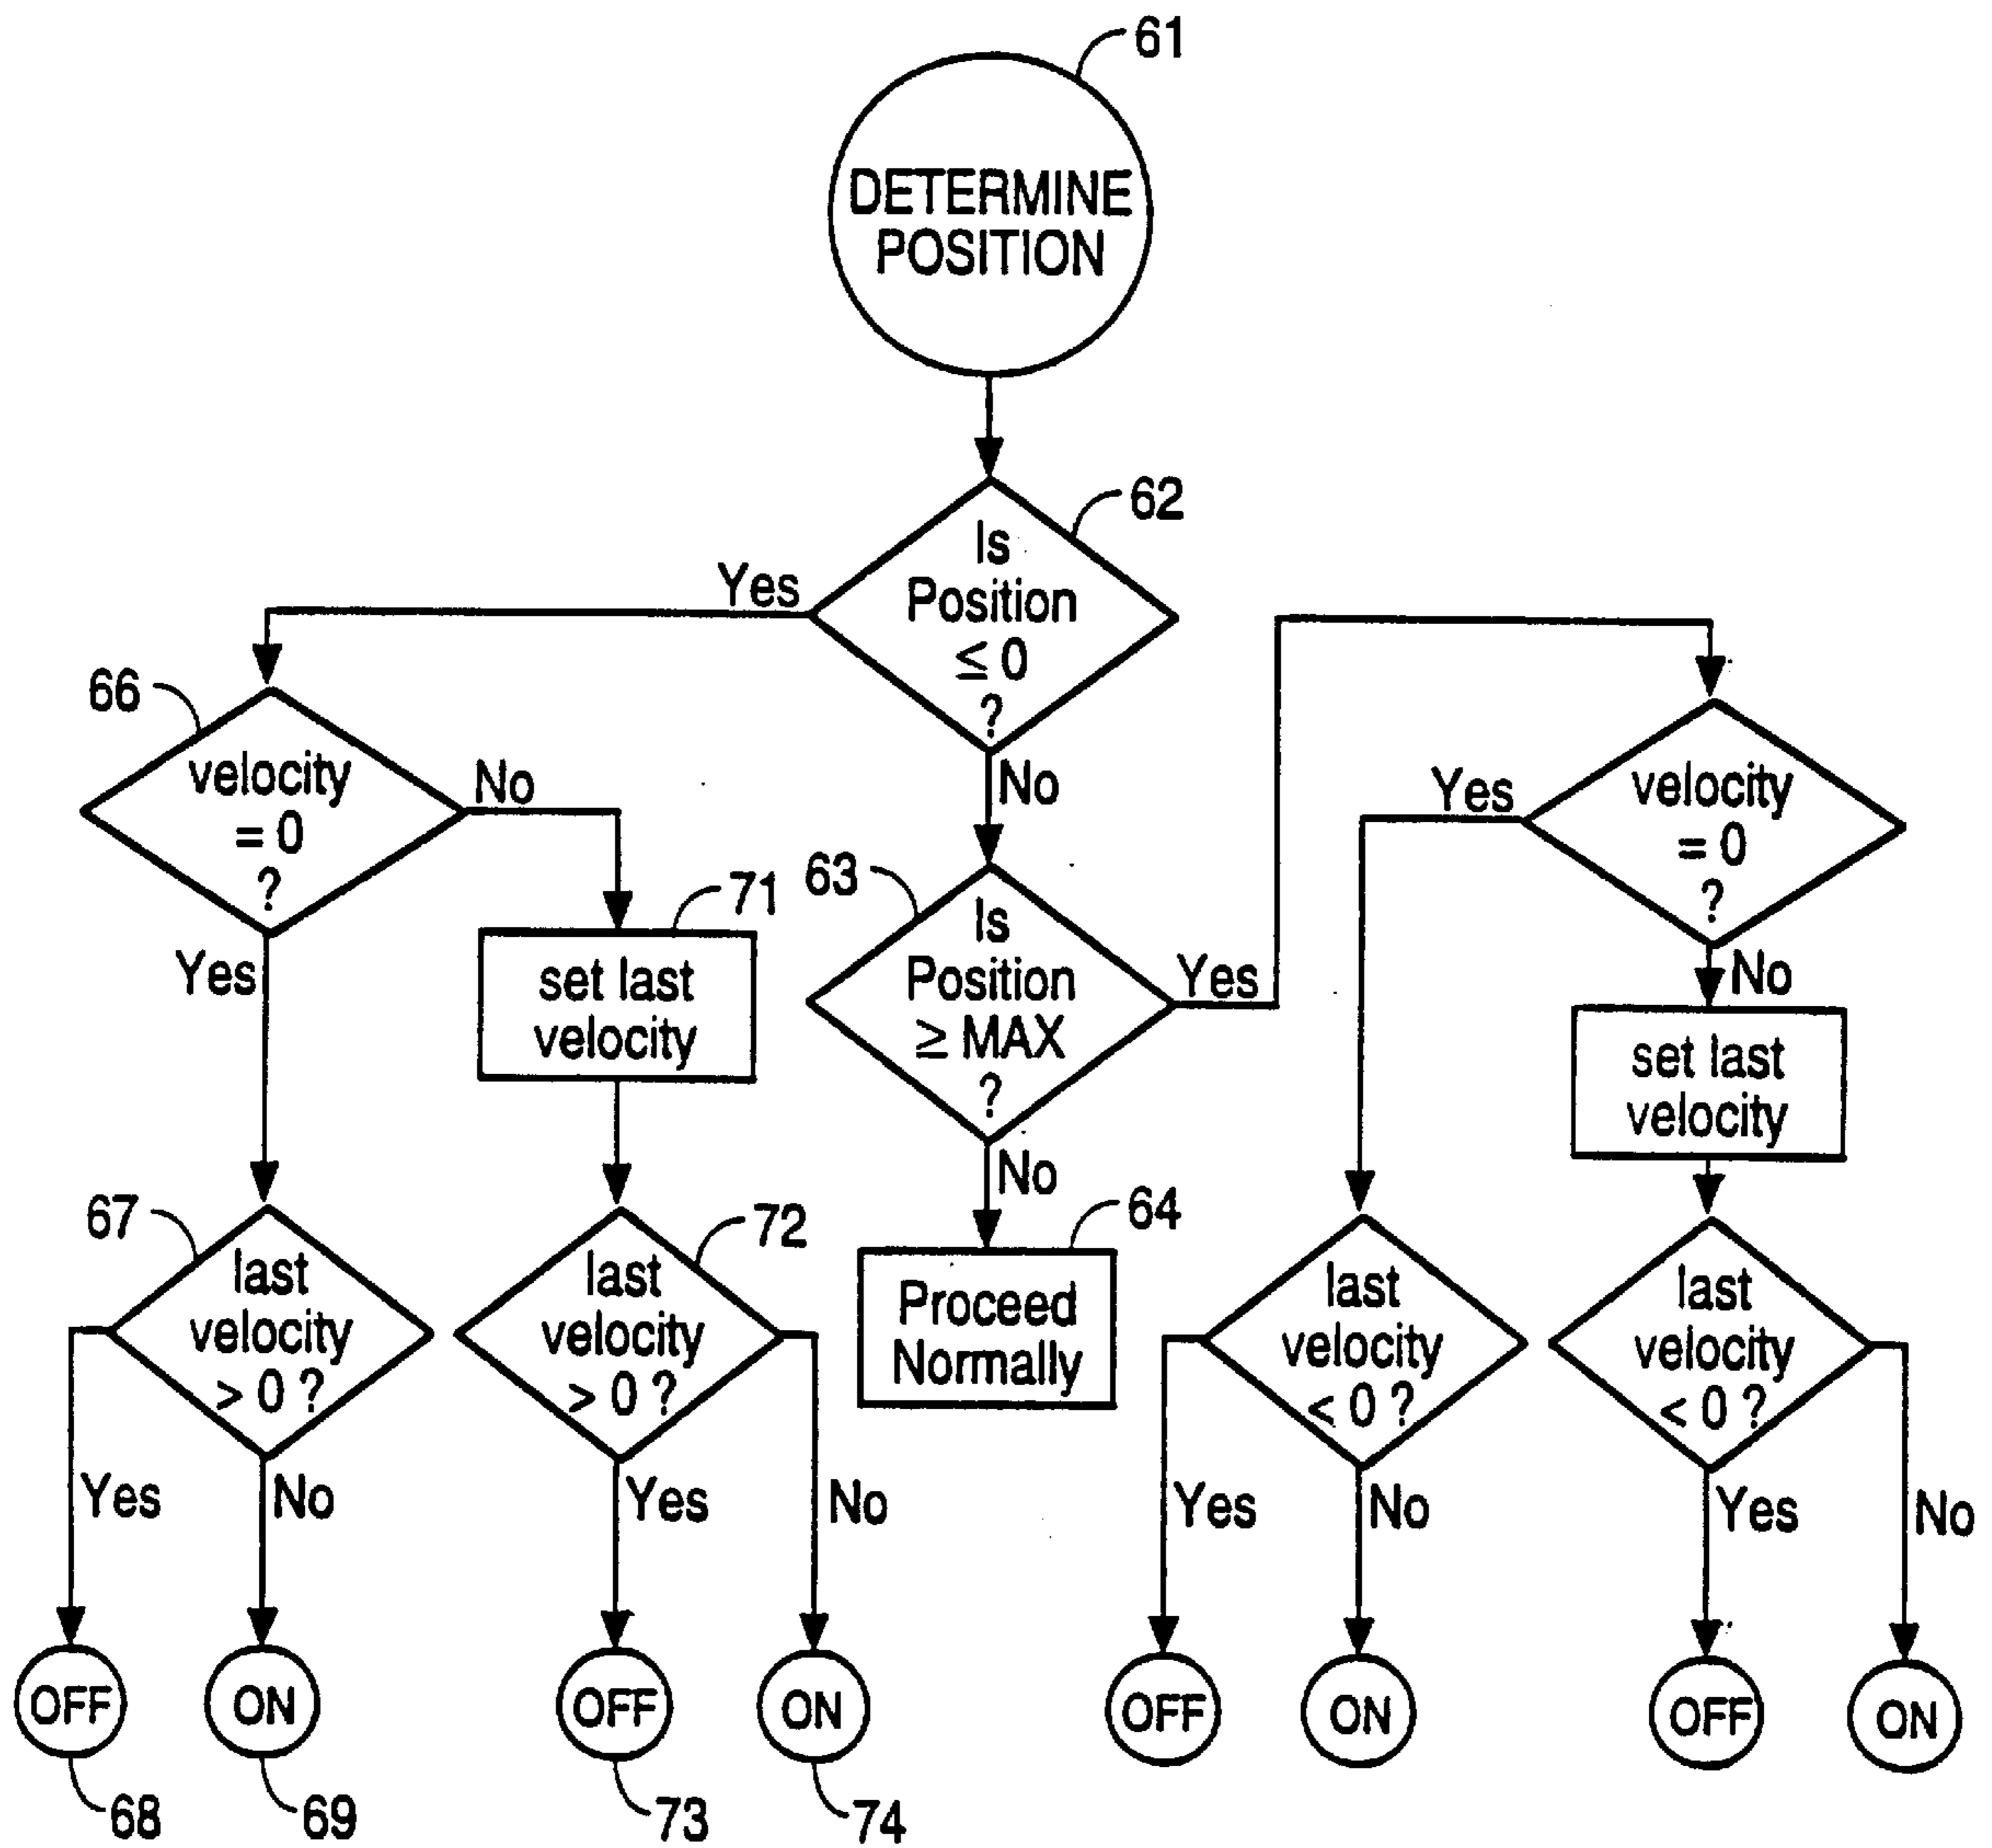 61
DETERMINE
POSITION
62
Is
Position
≤ 0
?
Yes
No
66
velocity
= 0
?
No
Yes
71
set last
velocity
63
Is
Position
≥ MAX
?
Yes
No
velocity
= 0
?
Yes
No
set last
velocity
67
last
velocity
> 0 ?
Yes
No
72
last
velocity
> 0 ?
Yes
No
64
Proceed
Normally
last
velocity
< 0 ?
Yes
No
last
velocity
< 0 ?
Yes
No
OFF
ON
OFF
ON
OFF
ON
OFF
ON
68
69
73
74